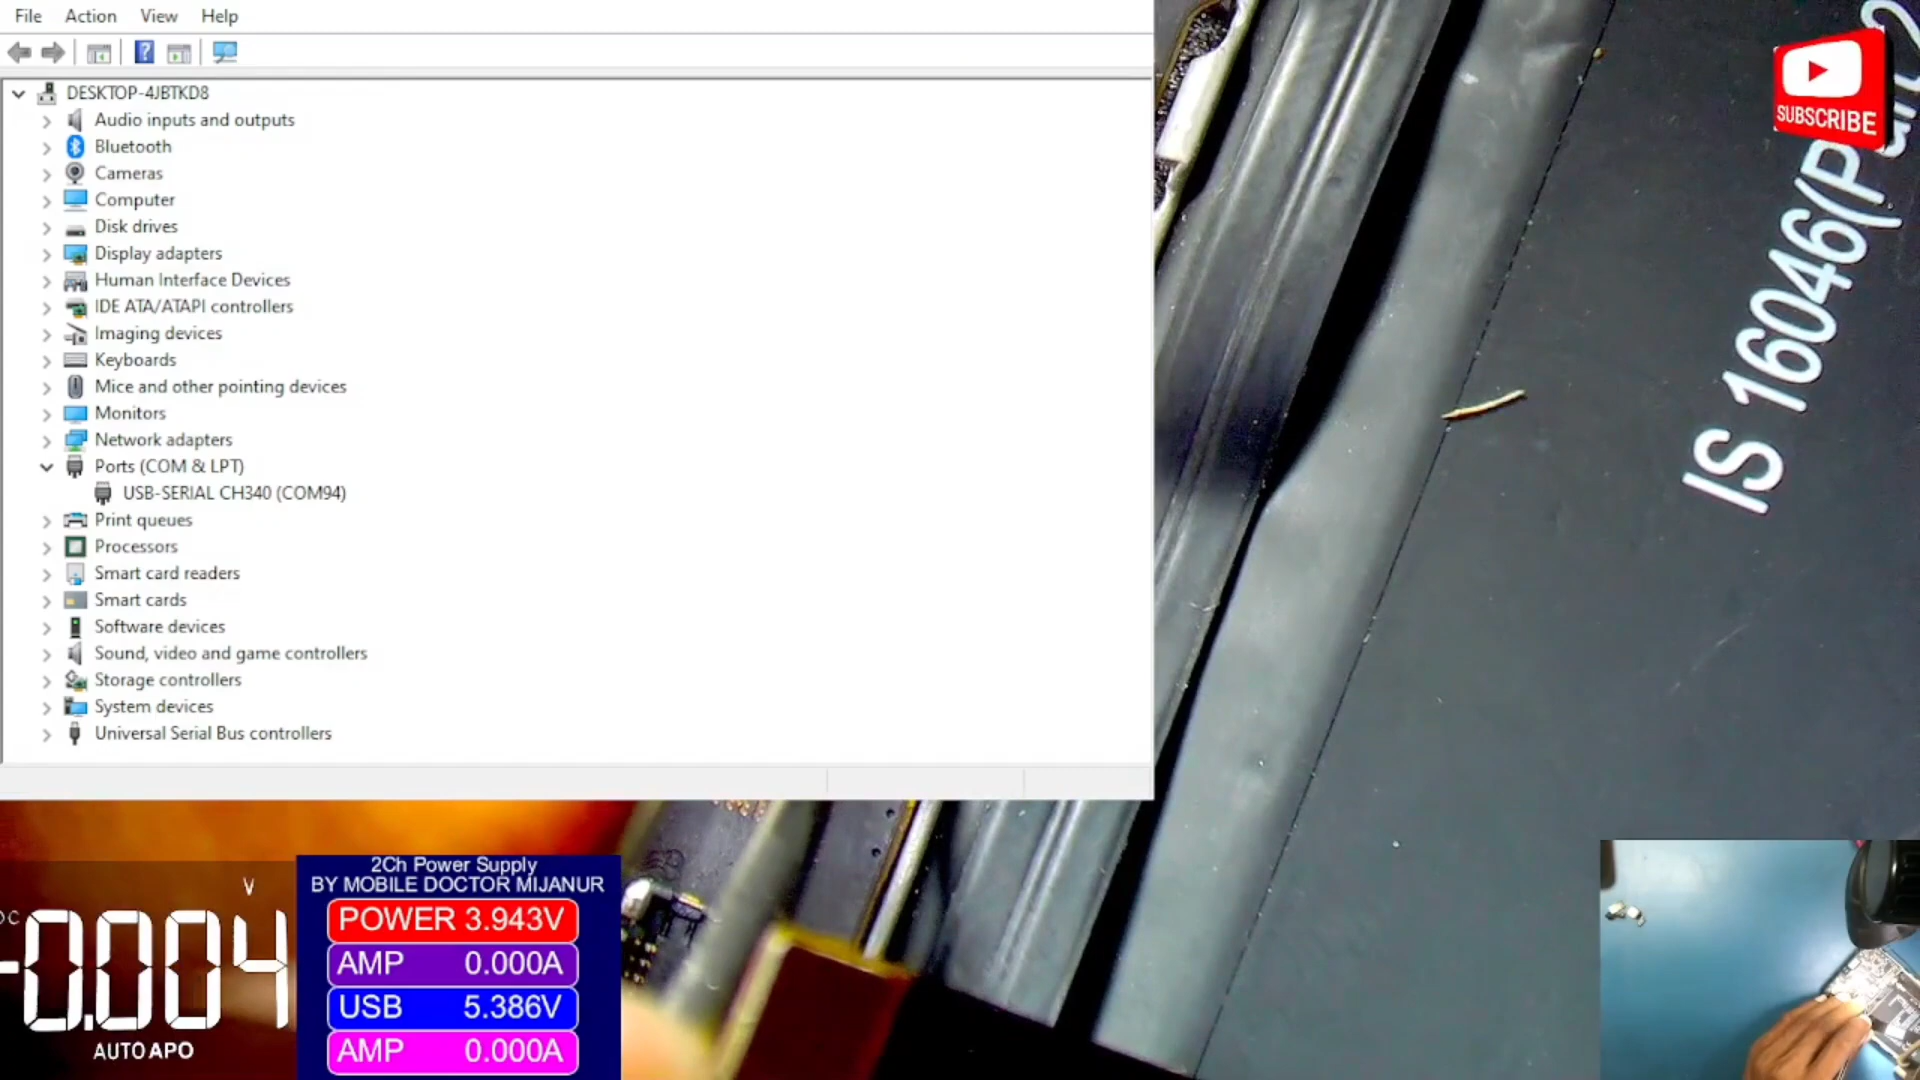 File Action View Help
DESKTOP-4JBTKD8
Audio inputs and outputs
Bluetooth
Cameras
Computer
Disk drives
Display adapters
Human Interface Devices
IDE ATA/ATAPI controllers
Imaging devices
Keyboards
Mice and other pointing devices
Monitors
Network adapters
Ports (COM & LPT)
USB-SERIAL CH340 (COM94)
Print queues
Processors
Smart card readers
Smart cards
Software devices
Sound, video and game controllers
Storage controllers
System devices
Universal Serial Bus controllers
SUBSCRIBE
IS 16046(Part 2
V
DC
-0.004
AUTO APO
2Ch Power Supply
BY MOBILE DOCTOR MIJANUR
POWER 3.943V
AMP 0.000A
USB 5.386V
AMP 0.000A